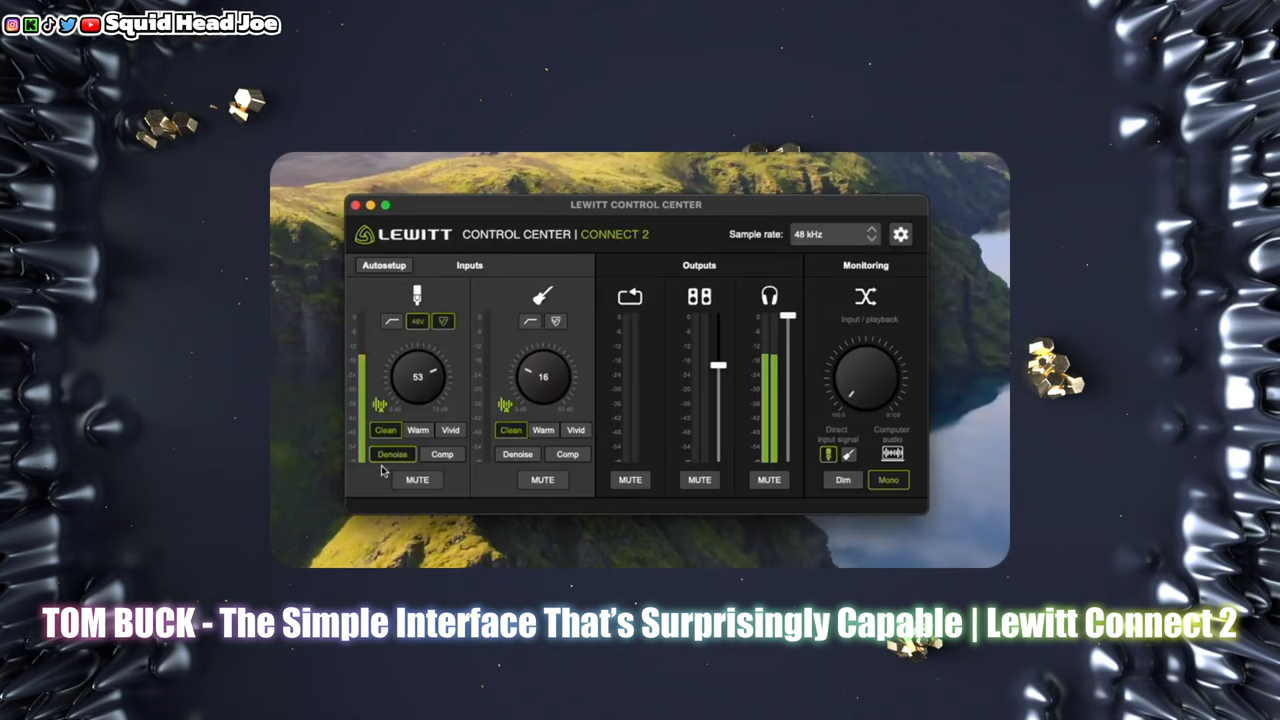 Squid Head Joe
LEWITT CONTROL CENTER
LEWITT CONTROL CENTER | CONNECT 2
Sample rate: 48 kHz
Autosetup Inputs Outputs Monitoring
48V
Input / playback
53 16
Clean Warm Vivid Clean Warm Vivid
Direct input signal
Computer audio
Denoise Comp Denoise Comp
MUTE MUTE MUTE MUTE MUTE Dim Mono
TOM BUCK - The Simple Interface That's Surprisingly Capable | Lewitt Connect 2